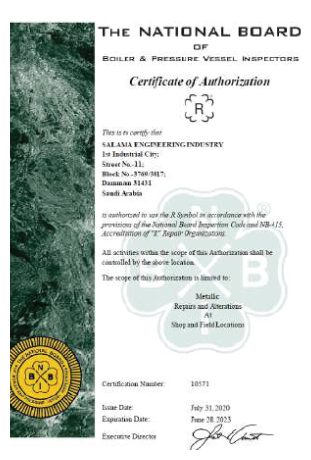 THE NATIONAL BOARD
OF
BOILER & PRESSURE VESSEL INSPECTORS
Certificate of Authorization
R
This is to certify that
SALAMA ENGINEERING INDUSTRY
1st Industrial City;
Street No.-11;
Block No.-3769/3817;
Dammam 31431
Saudi Arabia
is authorized to use the R Symbol in accordance with the
provisions of the National Board Inspection Code and NB-415,
Accreditation of "R" Repair Organizations.
All activities within the scope of this Authorization shall be
controlled by the above location.
The scope of this Authorization is limited to:
Metallic
Repairs and Alterations
At
Shop and Field Locations
Certification Number: 10571
Issue Date: July 31, 2020
Expiration Date: June 28, 2023
Executive Director